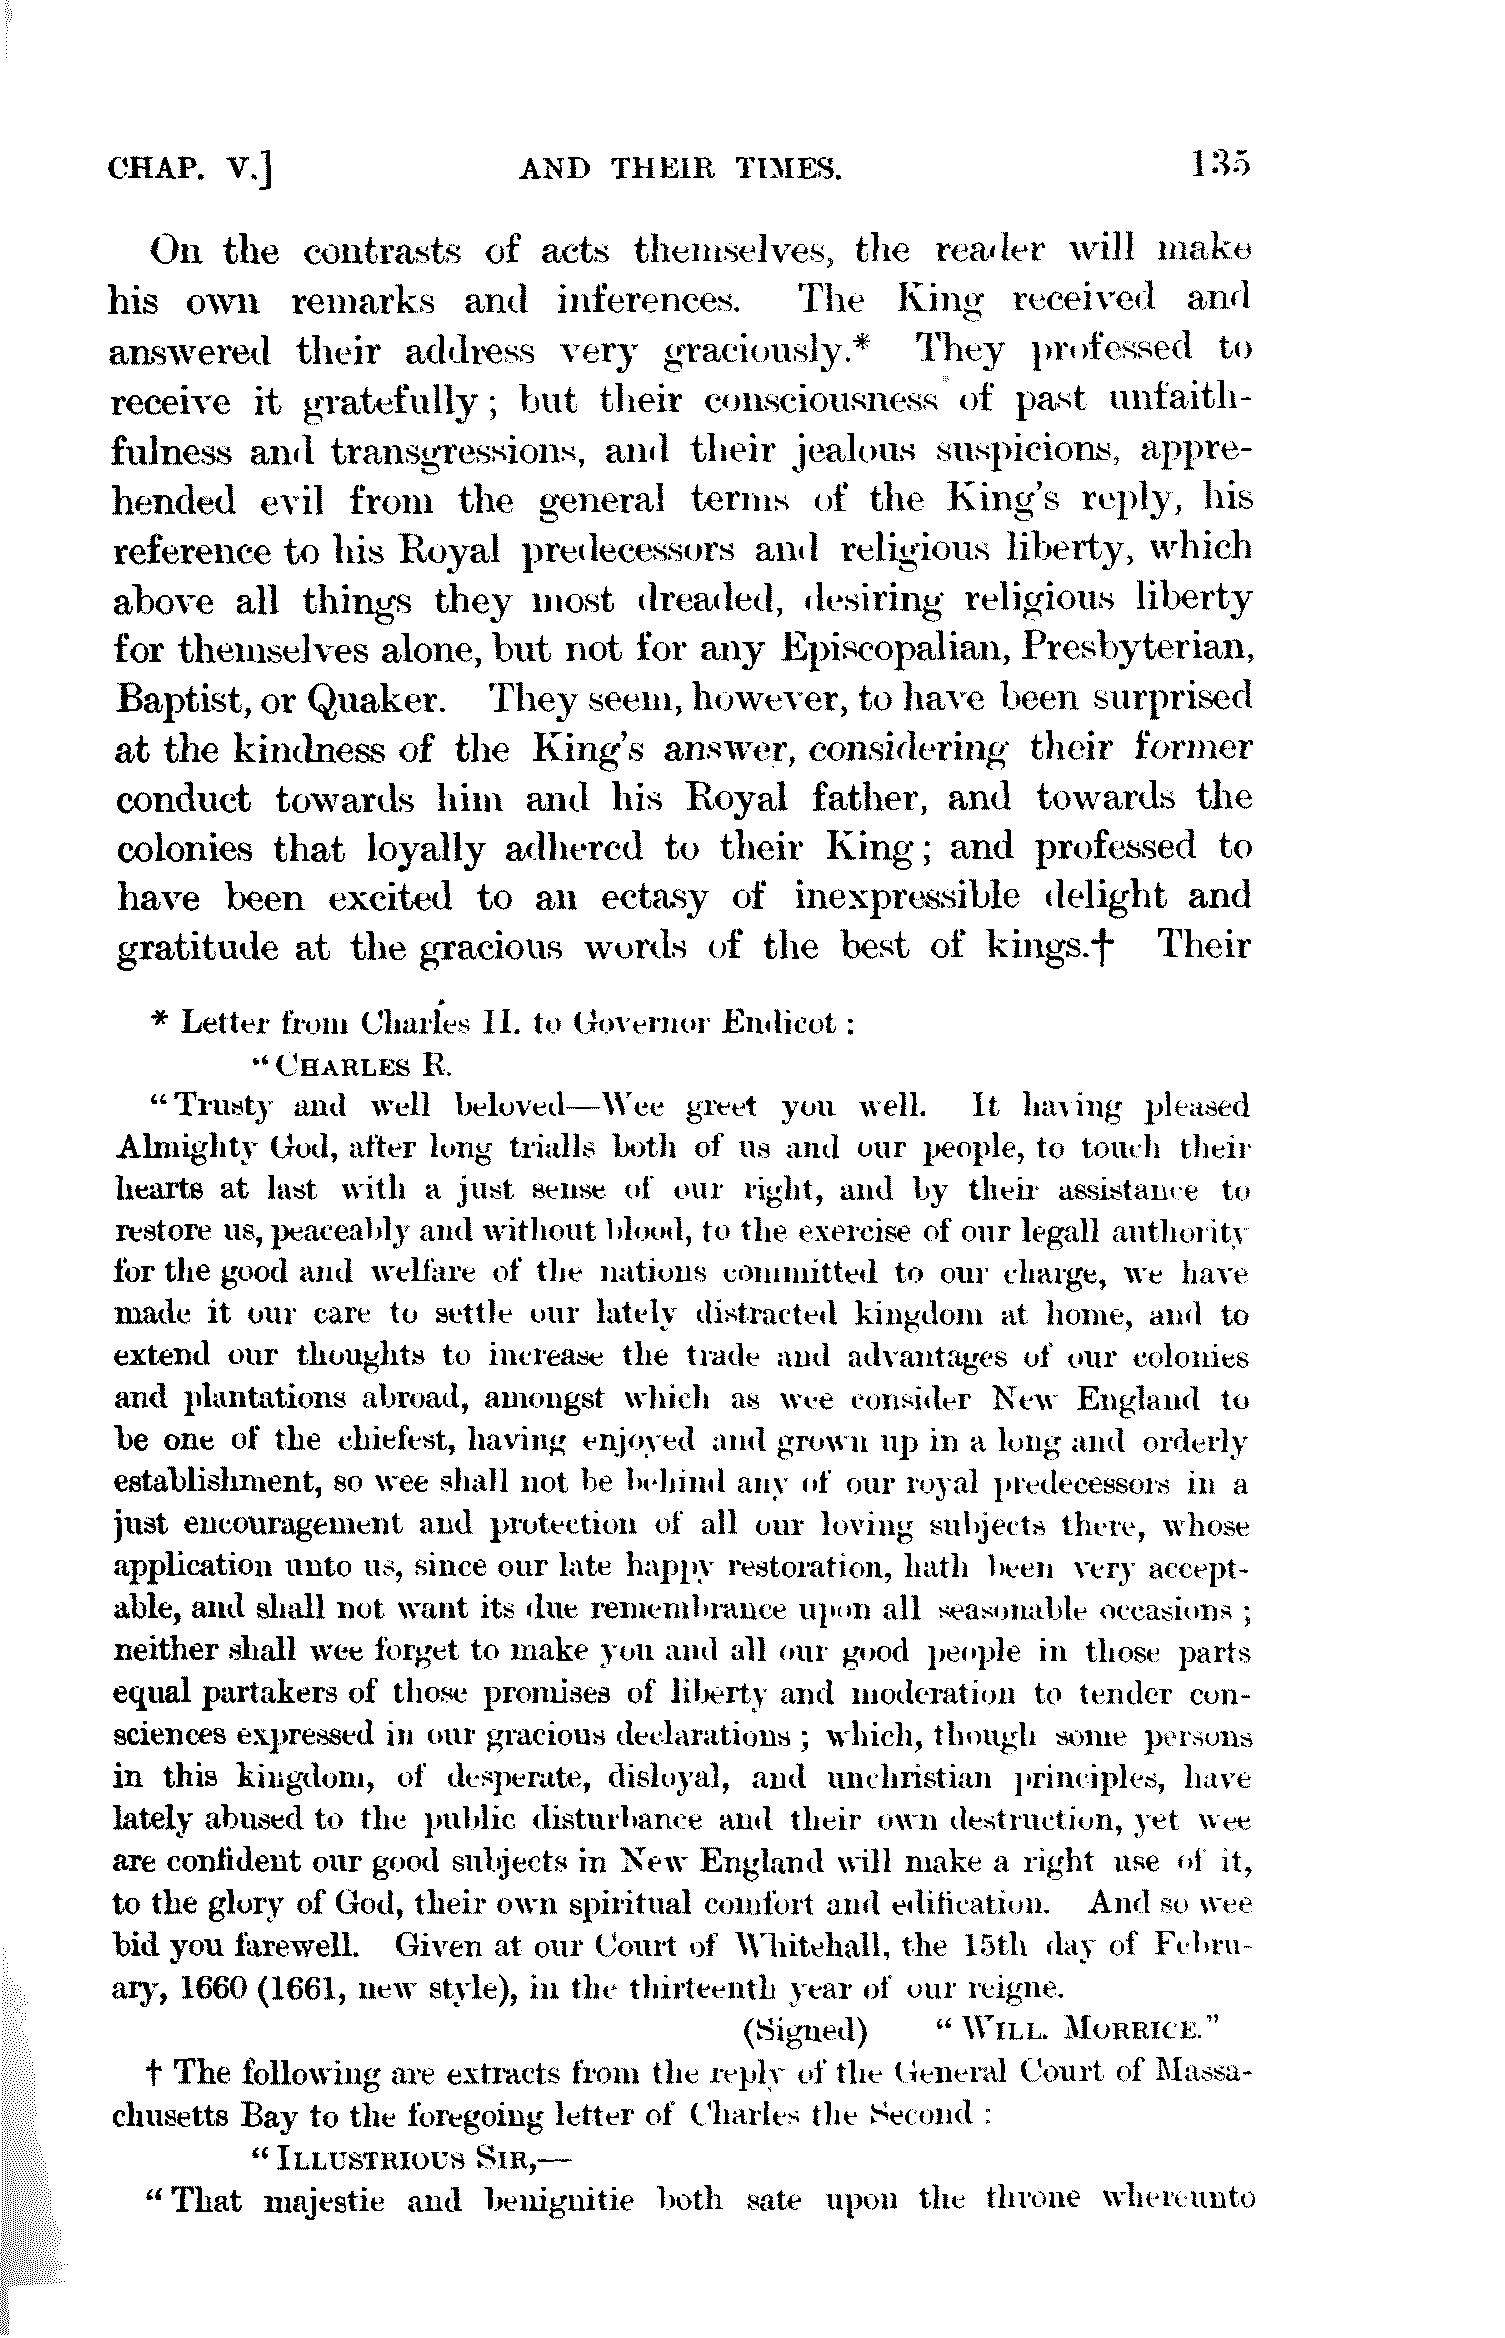 CHAP. V.] AND THEIR TIMES. 135
On the contrasts of acts themselves, the reader will make
his own remarks and inferences. The King received and
answered their address very graciously.* They professed to
receive it gratefully; but their consciousness of past unfaith-
fulness and transgressions, and their jealous suspicions, appre-
hended evil from the general terms of the King's reply, his
reference to his Royal predecessors and religious liberty, which
above all things they most dreaded, desiring religious liberty
for themselves alone, but not for any Episcopalian, Presbyterian,
Baptist, or Quaker. They seem, however, to have been surprised
at the kindness of the King's answer, considering their former
conduct towards him and his Royal father, and towards the
colonies that loyally adhered to their King; and professed to
have been excited to an ectasy of inexpressible delight and
gratitude at the gracious words of the best of kings.† Their
* Letter from Charles II. to Governor Endicot:
"CHARLES R.
"Trusty and well beloved—Wee greet you well. It having pleased
Almighty God, after long trialls both of us and our people, to touch their
hearts at last with a just sense of our right, and by their assistance to
restore us, peaceably and without blood, to the exercise of our legall authority
for the good and welfare of the nations committed to our charge, we have
made it our care to settle our lately distracted kingdom at home, and to
extend our thoughts to increase the trade and advantages of our colonies
and plantations abroad, amongst which as wee consider New England to
be one of the chiefest, having enjoyed and grown up in a long and orderly
establishment, so wee shall not be behind any of our royal predecessors in a
just encouragement and protection of all our loving subjects there, whose
application unto us, since our late happy restoration, hath been very accept-
able, and shall not want its due remembrance upon all seasonable occasions;
neither shall wee forget to make you and all our good people in those parts
equal partakers of those promises of liberty and moderation to tender con-
sciences expressed in our gracious declarations; which, though some persons
in this kingdom, of desperate, disloyal, and unchristian principles, have
lately abused to the public disturbance and their own destruction, yet wee
are confident our good subjects in New England will make a right use of it,
to the glory of God, their own spiritual comfort and edification. And so wee
bid you farewell. Given at our Court of Whitehall, the 15th day of Febru-
ary, 1660 (1661, new style), in the thirteenth year of our reigne.
(Signed) "WILL. MORRICE."
† The following are extracts from the reply of the General Court of Massa-
chusetts Bay to the foregoing letter of Charles the Second:
"ILLUSTRIOUS SIR,—
"That majestie and benignitie both sate upon the throne whereunto